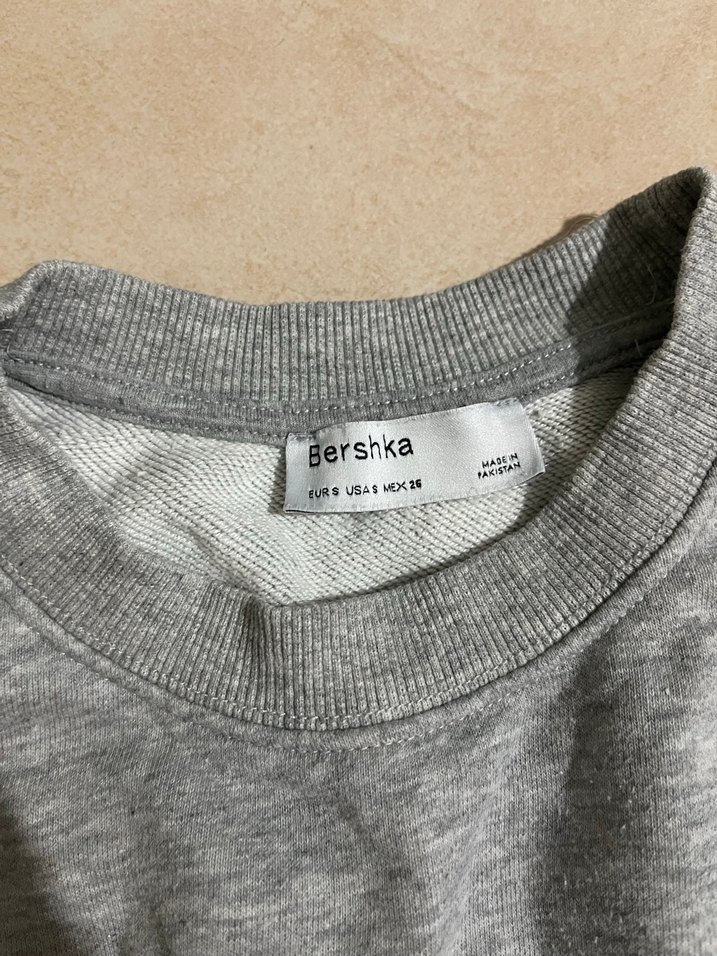 Bershka
EUR S USA S MEX 26
MADE IN
PAKISTAN